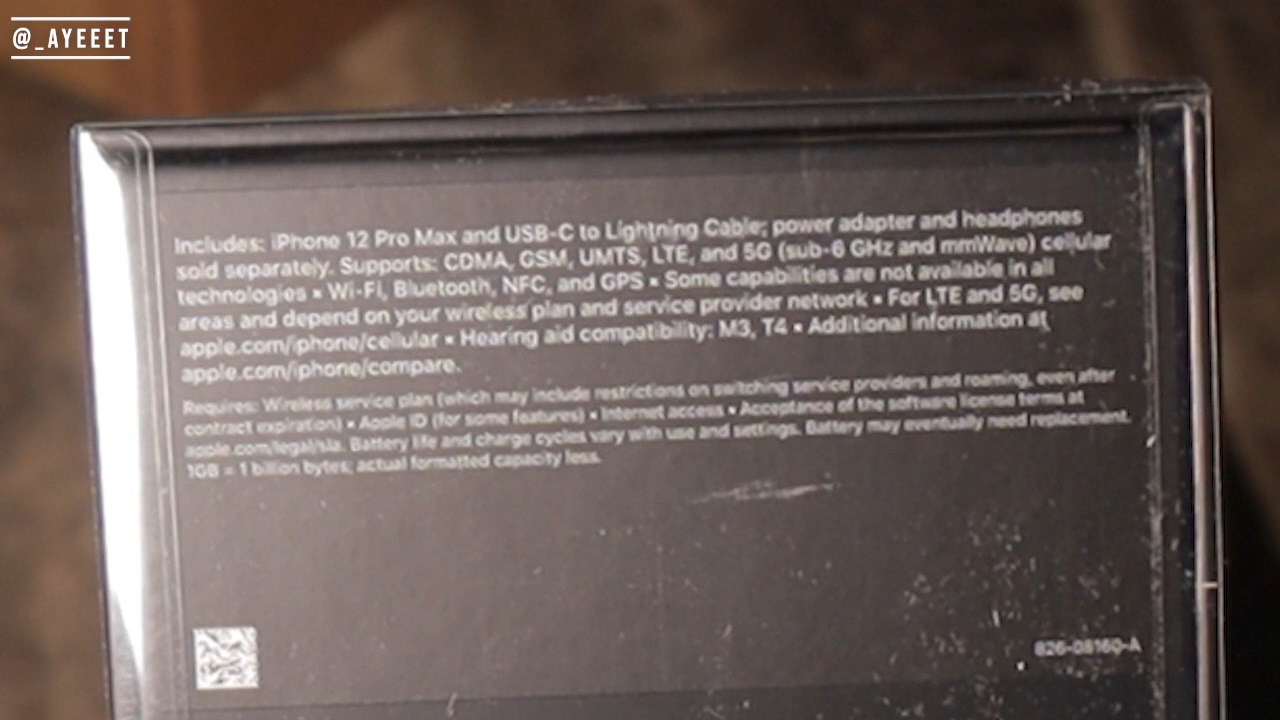 @_AYEEET
Includes: iPhone 12 Pro Max and USB-C to Lightning Cable; power adapter and headphones
sold separately. Supports: CDMA, GSM, UMTS, LTE, and 5G (sub-6 GHz and mmWave) cellular
technologies ▪ Wi-Fi, Bluetooth, NFC, and GPS ▪ Some capabilities are not available in all
areas and depend on your wireless plan and service provider network ▪ For LTE and 5G, see
apple.com/iphone/cellular ▪ Hearing aid compatibility: M3, T4 ▪ Additional information at
apple.com/iphone/compare.
Requires: Wireless service plan (which may include restrictions on switching service providers and roaming, even after
contract expiration) ▪ Apple ID (for some features) ▪ Internet access ▪ Acceptance of the software license terms at
apple.com/legal/sla. Battery life and charge cycles vary with use and settings. Battery may eventually need replacement.
1GB = 1 billion bytes; actual formatted capacity less.
826-08160-A